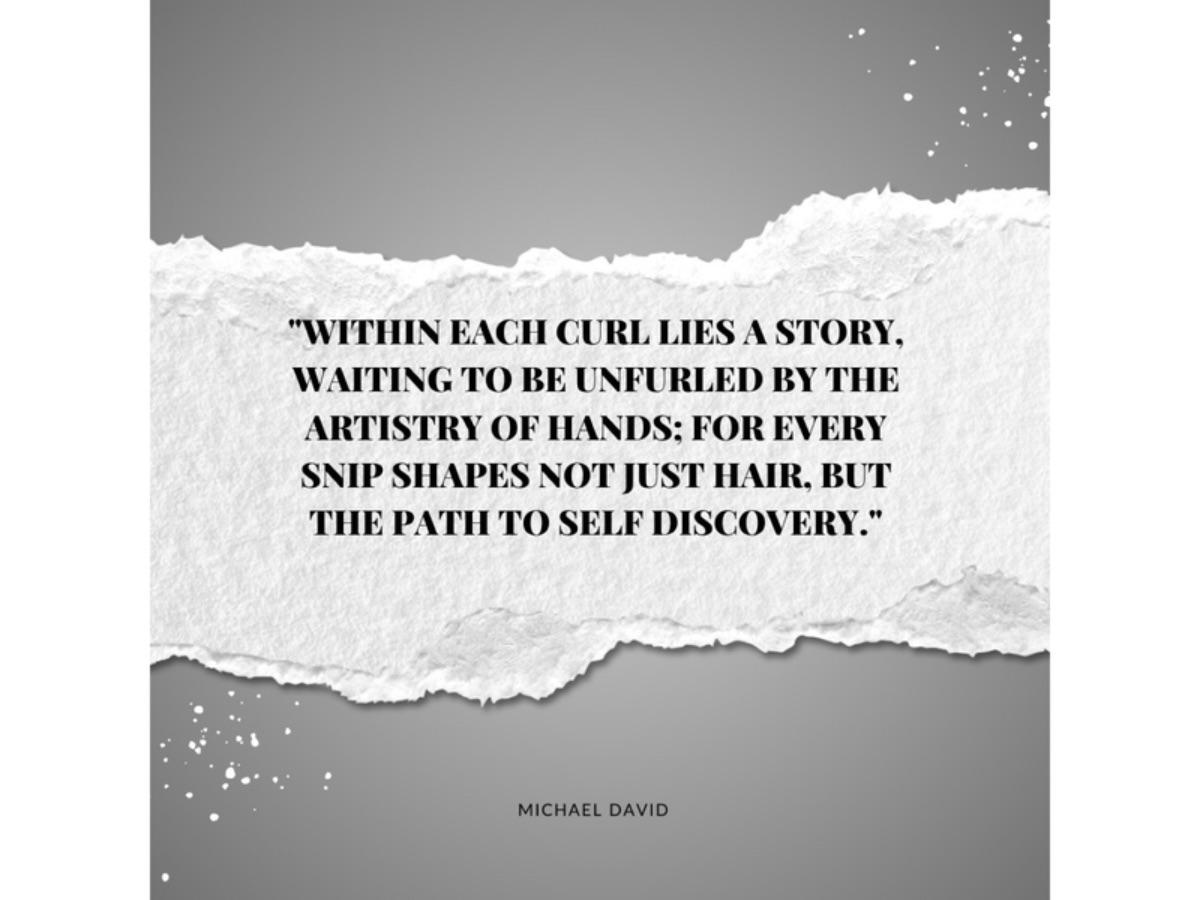 "WITHIN EACH CURL LIES A STORY,
WAITING TO BE UNFURLED BY THE
ARTISTRY OF HANDS; FOR EVERY
SNIP SHAPES NOT JUST HAIR, BUT
THE PATH TO SELF DISCOVERY."
MICHAEL DAVID